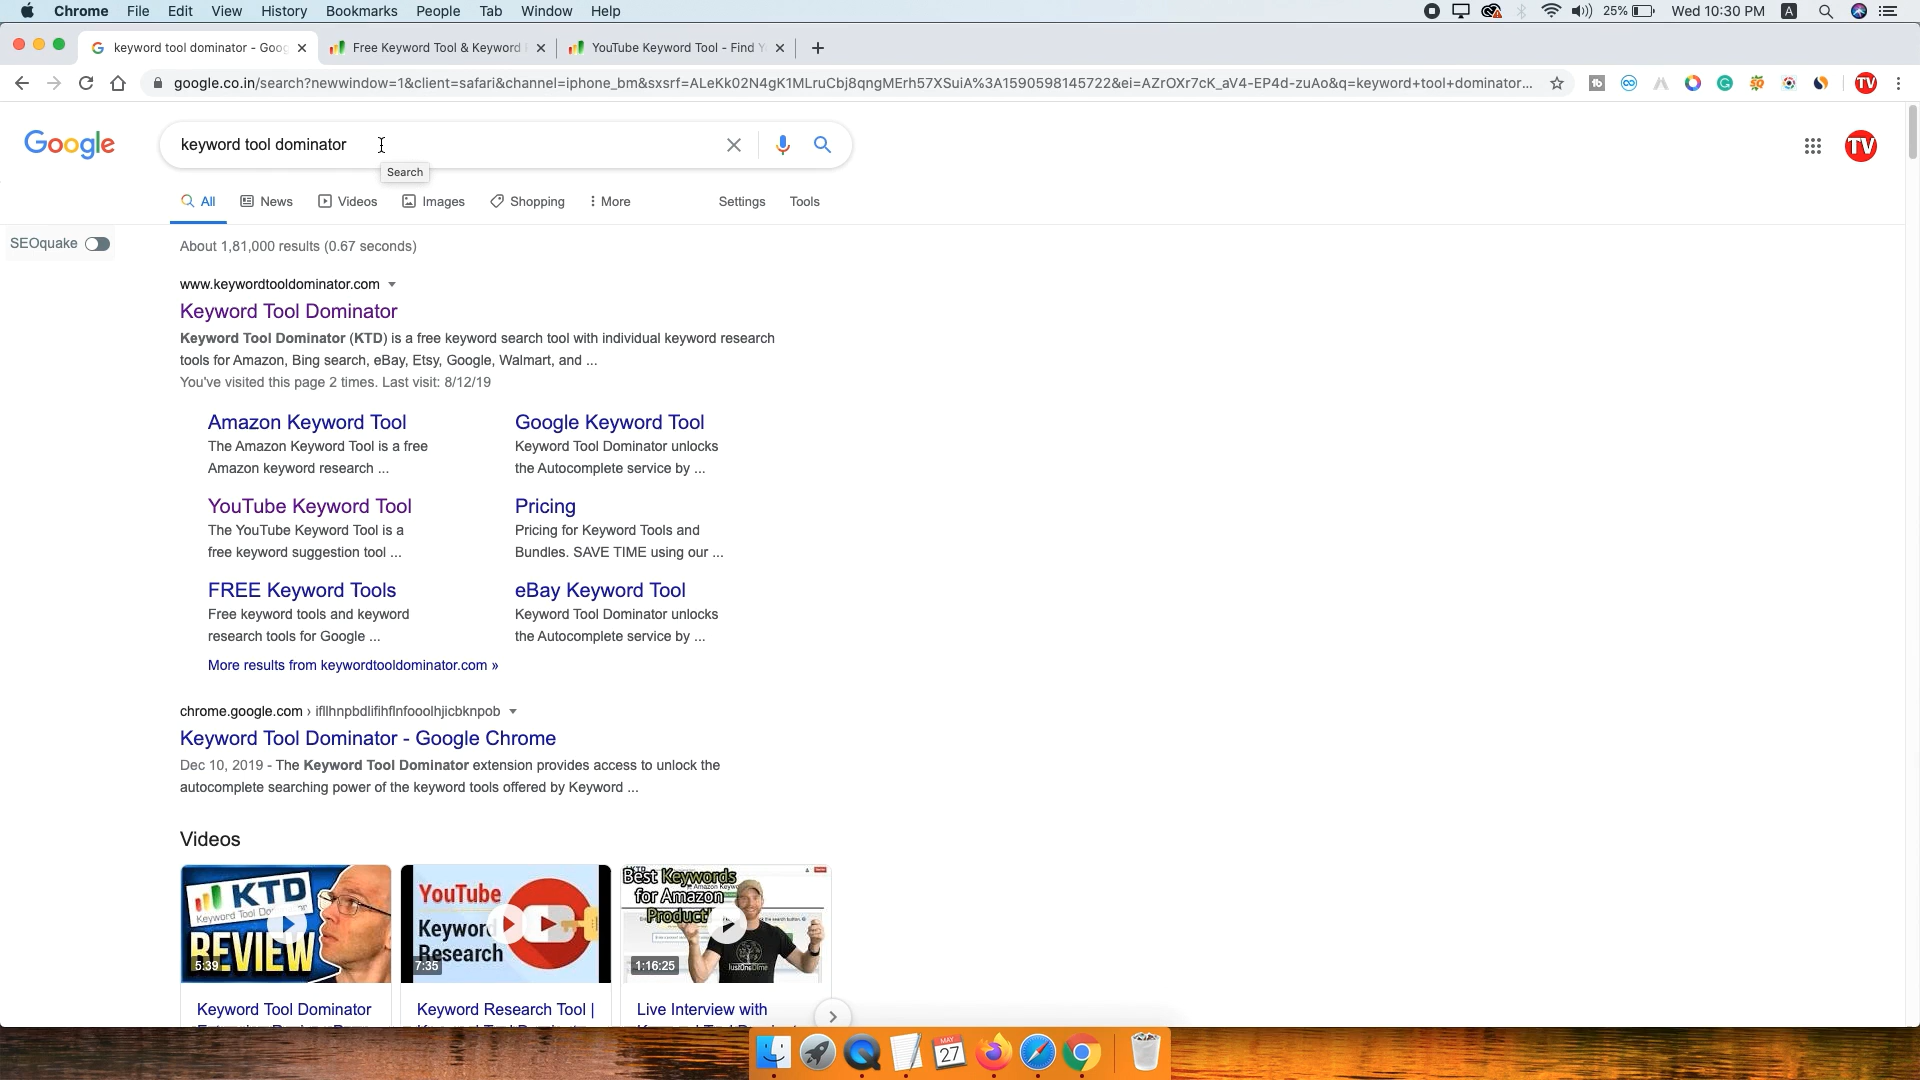 Chrome File Edit View History Bookmarks People Tab Window Help 25% Wed 10:30 PM A
keyword tool dominator - Goog Free Keyword Tool & Keyword YouTube Keyword Tool - Find Y
google.co.in/search?newwindow=1&client=safari&channel=iphone_bm&sxsrf=ALeKk02N4gK1MLruCbj8qngMErh57XSuiA%3A1590598145722&ei=AZrOXr7cK_aV4-EP4d-zuAo&q=keyword+tool+dominator... TV
Google keyword tool dominator TV
Search
All News Videos Images Shopping More Settings Tools
SEOquake
About 1,81,000 results (0.67 seconds)
www.keywordtooldominator.com
Keyword Tool Dominator
Keyword Tool Dominator (KTD) is a free keyword search tool with individual keyword research
tools for Amazon, Bing search, eBay, Etsy, Google, Walmart, and ...
You've visited this page 2 times. Last visit: 8/12/19
Amazon Keyword Tool
The Amazon Keyword Tool is a free
Amazon keyword research ...
Google Keyword Tool
Keyword Tool Dominator unlocks
the Autocomplete service by ...
YouTube Keyword Tool
The YouTube Keyword Tool is a
free keyword suggestion tool ...
Pricing
Pricing for Keyword Tools and
Bundles. SAVE TIME using our ...
FREE Keyword Tools
Free keyword tools and keyword
research tools for Google ...
eBay Keyword Tool
Keyword Tool Dominator unlocks
the Autocomplete service by ...
More results from keywordtooldominator.com »
chrome.google.com › ifllhnpbdlifihflnfooolhjicbknpob
Keyword Tool Dominator - Google Chrome
Dec 10, 2019 - The Keyword Tool Dominator extension provides access to unlock the
autocomplete searching power of the keyword tools offered by Keyword ...
Videos
KTD
REVIEW
5:39
YouTube
Keyword
Research
7:35
Best Keywords
for Amazon
Product
JustOneDime
1:16:25
Keyword Tool Dominator
Keyword Research Tool |
Live Interview with
MAY
27